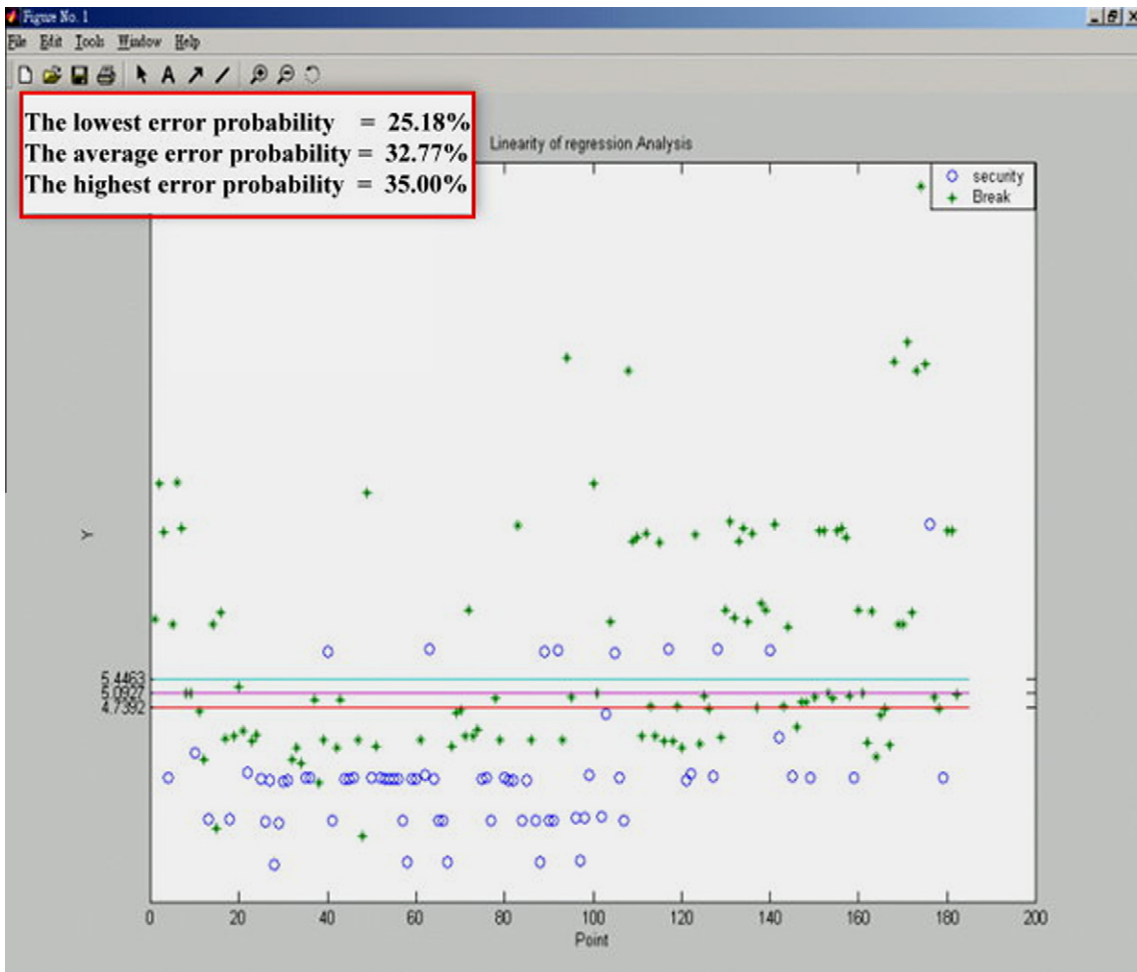 Figure No. 1
File Edit Tools Window Help
The lowest error probability = 25.18%
The average error probability = 32.77%
The highest error probability = 35.00%
Linearity of regression Analysis
security
Break
Y
5.4463
5.0927
4.7392
0 20 40 60 80 100 120 140 160 180 200
Point